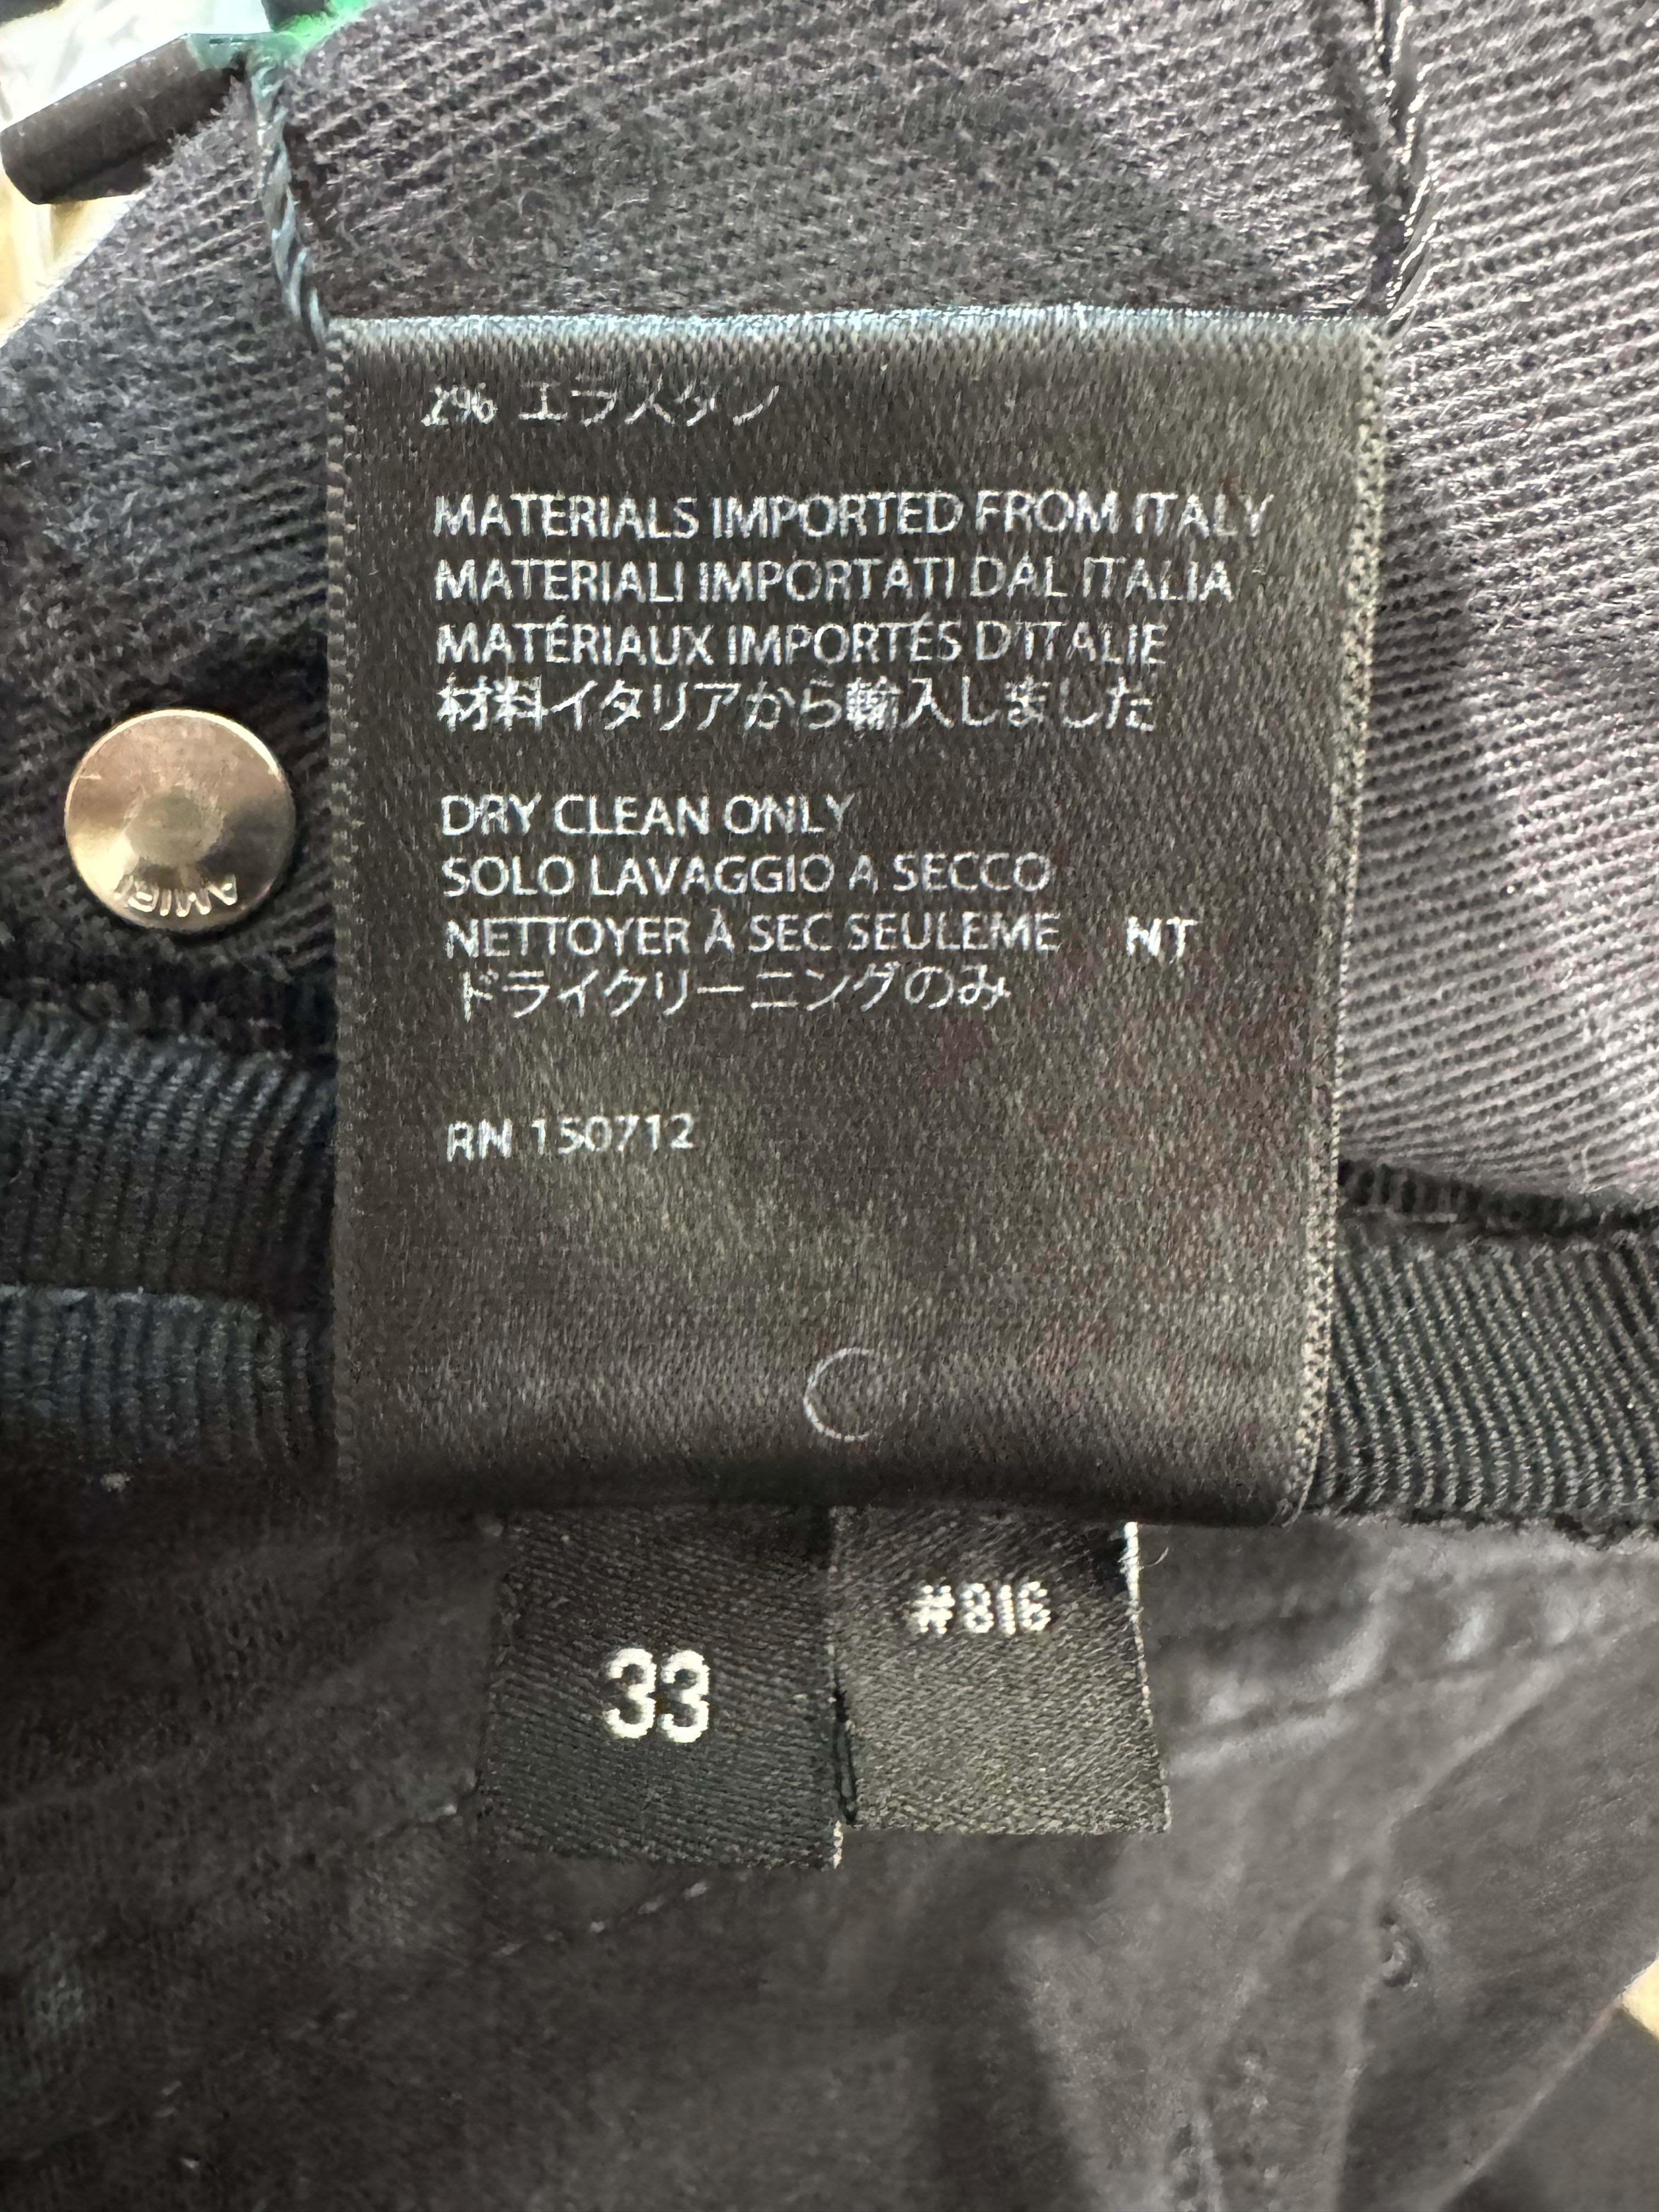 2% エラスタン
MATERIALS IMPORTED FROM ITALY
MATERIALI IMPORTATI DAL ITALIA
MATÉRIAUX IMPORTÉS D'ITALIE
材料イタリアから輸入しました
DRY CLEAN ONLY
SOLO LAVAGGIO A SECCO
NETTOYER À SEC SEULEME NT
ドライクリーニングのみ
RN 150712
AMIRI
#816
33